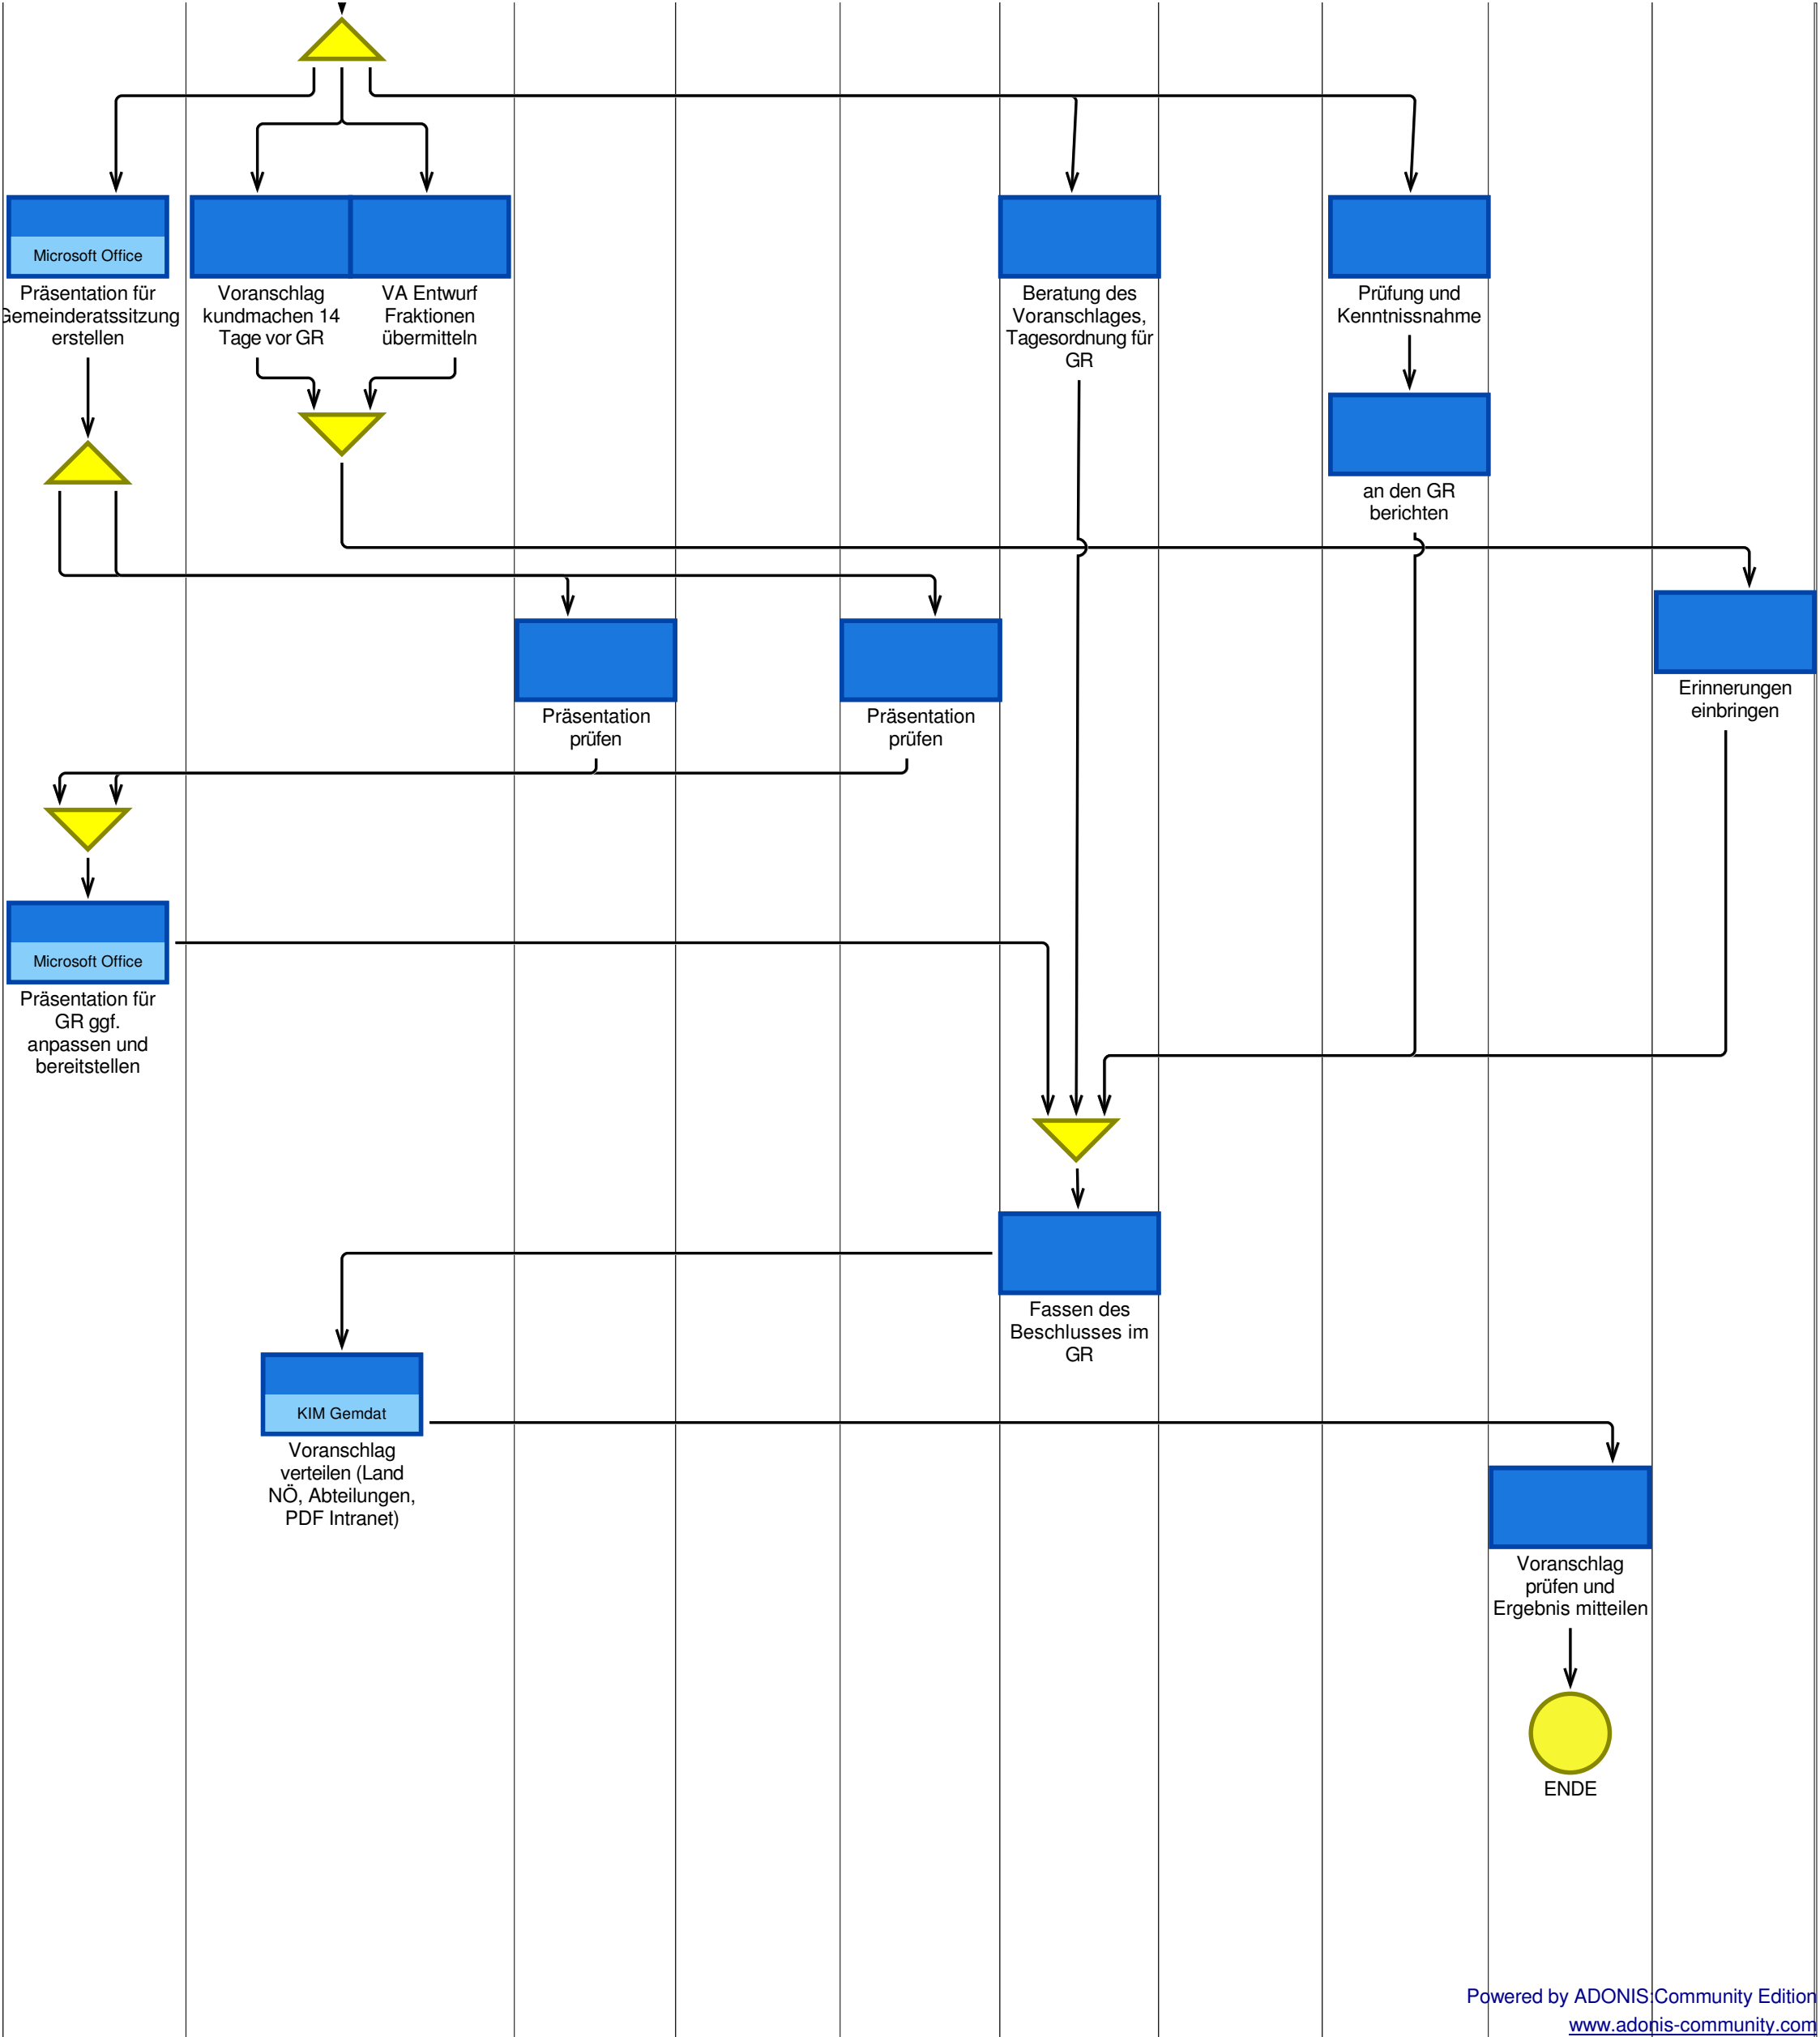 Microsoft Office
Präsentation für
Gemeinderatssitzung
erstellen
Voranschlag
kundmachen 14
Tage vor GR
VA Entwurf
Fraktionen
übermitteln
Beratung des
Voranschlages,
Tagesordnung für
GR
Prüfung und
Kenntnissnahme
an den GR
berichten
Präsentation
prüfen
Präsentation
prüfen
Erinnerungen
einbringen
Microsoft Office
Präsentation für
GR ggf.
anpassen und
bereitstellen
Fassen des
Beschlusses im
GR
KIM Gemdat
Voranschlag
verteilen (Land
NÖ, Abteilungen,
PDF Intranet)
Voranschlag
prüfen und
Ergebnis mitteilen
ENDE
Powered by ADONIS:Community Edition
www.adonis-community.com